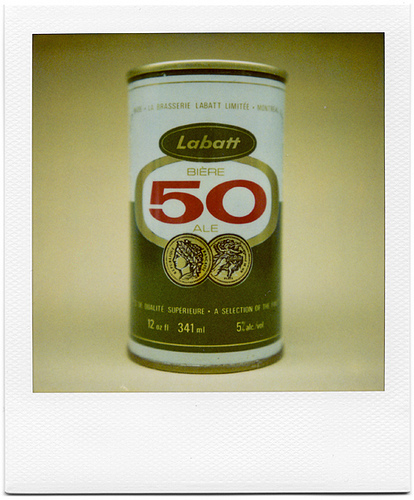 LA BRASSERIE LABATT LIMITÉE •
Labatt
BIÈRE
50
ALE
DE QUALITÉ SUPÉRIEURE • A SELECTION OF THE
12 oz fl 341 ml 5% alc./vol